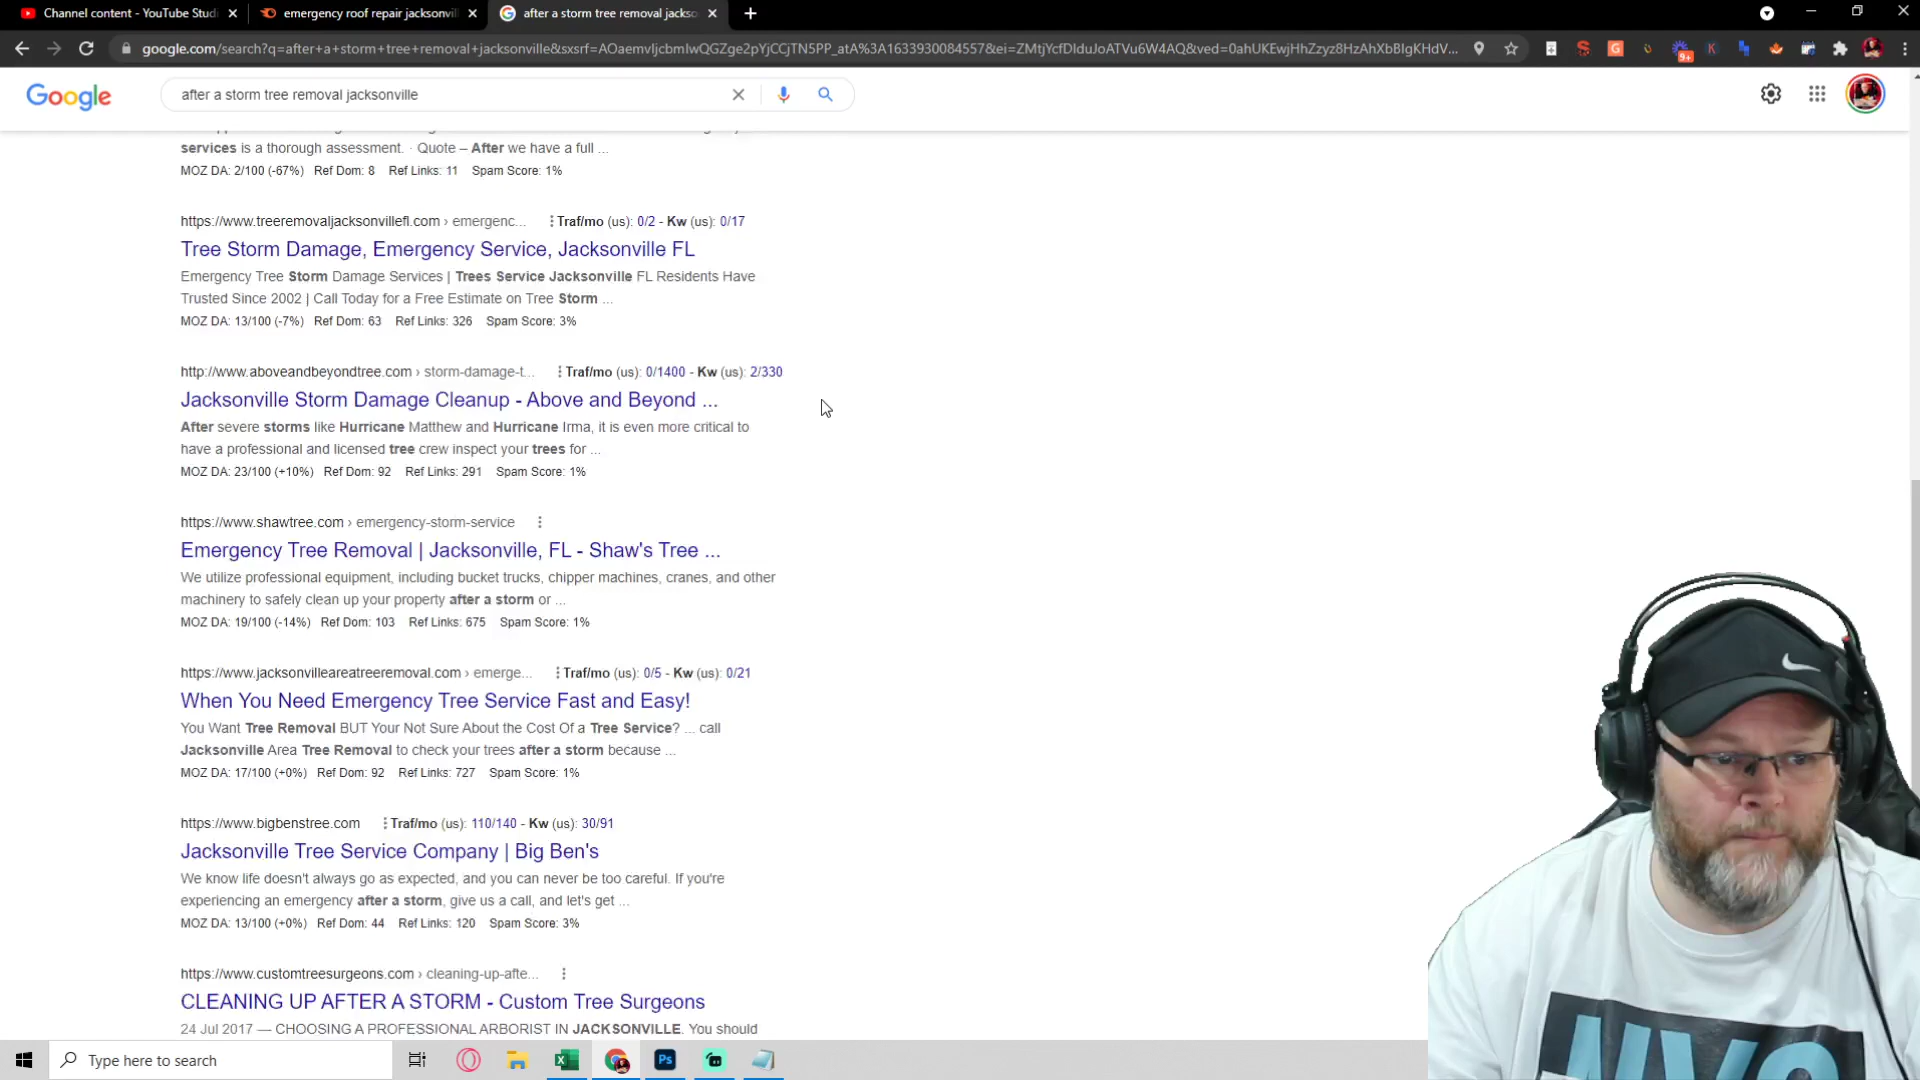 Channel content - YouTube Studi
emergency roof repair jacksonvill
after a storm tree removal jackso
google.com/search?q=after+a+storm+tree+removal+jacksonville&sxsrf=AOaemvIjcbmIwQGZge2pYjCCjTN5PP_atA%3A1633930084557&ei=ZMtjYcfDIduJoATVu6W4AQ&ved=0ahUKEwjHhZzyz8HzAhXbBIgKHdV...
9+
Google
after a storm tree removal jacksonville
services is a thorough assessment. · Quote – After we have a full ...
MOZ DA: 2/100 (-67%) Ref Dom: 8 Ref Links: 11 Spam Score: 1%
https://www.treeremovaljacksonvillefl.com › emergenc... Traf/mo (us): 0/2 - Kw (us): 0/17
Tree Storm Damage, Emergency Service, Jacksonville FL
Emergency Tree Storm Damage Services | Trees Service Jacksonville FL Residents Have
Trusted Since 2002 | Call Today for a Free Estimate on Tree Storm ...
MOZ DA: 13/100 (-7%) Ref Dom: 63 Ref Links: 326 Spam Score: 3%
http://www.aboveandbeyondtree.com › storm-damage-t... Traf/mo (us): 0/1400 - Kw (us): 2/330
Jacksonville Storm Damage Cleanup - Above and Beyond ...
After severe storms like Hurricane Matthew and Hurricane Irma, it is even more critical to
have a professional and licensed tree crew inspect your trees for ...
MOZ DA: 23/100 (+10%) Ref Dom: 92 Ref Links: 291 Spam Score: 1%
https://www.shawtree.com › emergency-storm-service
Emergency Tree Removal | Jacksonville, FL - Shaw's Tree ...
We utilize professional equipment, including bucket trucks, chipper machines, cranes, and other
machinery to safely clean up your property after a storm or ...
MOZ DA: 19/100 (-14%) Ref Dom: 103 Ref Links: 675 Spam Score: 1%
https://www.jacksonvilleareatreeremoval.com › emerge... Traf/mo (us): 0/5 - Kw (us): 0/21
When You Need Emergency Tree Service Fast and Easy!
You Want Tree Removal BUT Your Not Sure About the Cost Of a Tree Service? ... call
Jacksonville Area Tree Removal to check your trees after a storm because ...
MOZ DA: 17/100 (+0%) Ref Dom: 92 Ref Links: 727 Spam Score: 1%
https://www.bigbenstree.com Traf/mo (us): 110/140 - Kw (us): 30/91
Jacksonville Tree Service Company | Big Ben's
We know life doesn't always go as expected, and you can never be too careful. If you're
experiencing an emergency after a storm, give us a call, and let's get ...
MOZ DA: 13/100 (+0%) Ref Dom: 44 Ref Links: 120 Spam Score: 3%
https://www.customtreesurgeons.com › cleaning-up-afte...
CLEANING UP AFTER A STORM - Custom Tree Surgeons
24 Jul 2017 — CHOOSING A PROFESSIONAL ARBORIST IN JACKSONVILLE. You should
Type here to search
Ps